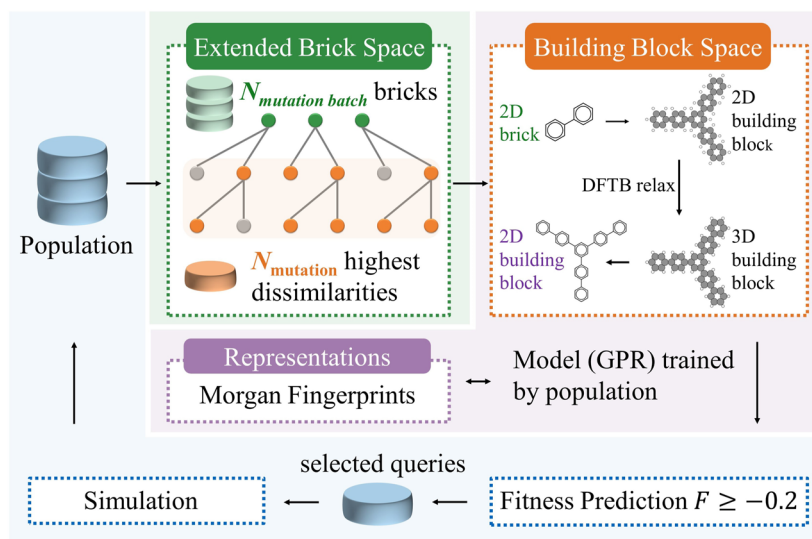 Extended Brick Space
N_mutation batch bricks
Population
N_mutation highest
dissimilarities
Building Block Space
2D
brick
2D
building
block
DFTB relax
2D
building
block
3D
building
block
Representations
Morgan Fingerprints
Model (GPR) trained
by population
selected queries
Simulation
Fitness Prediction F ≥ −0.2